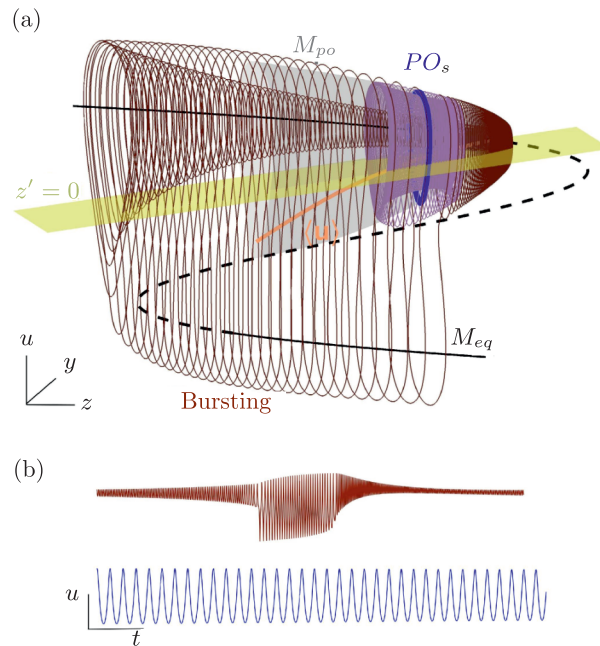 (a)
M_{po}
PO_s
z' = 0
⟨u⟩
M_{eq}
u
y
z
Bursting
(b)
u
t